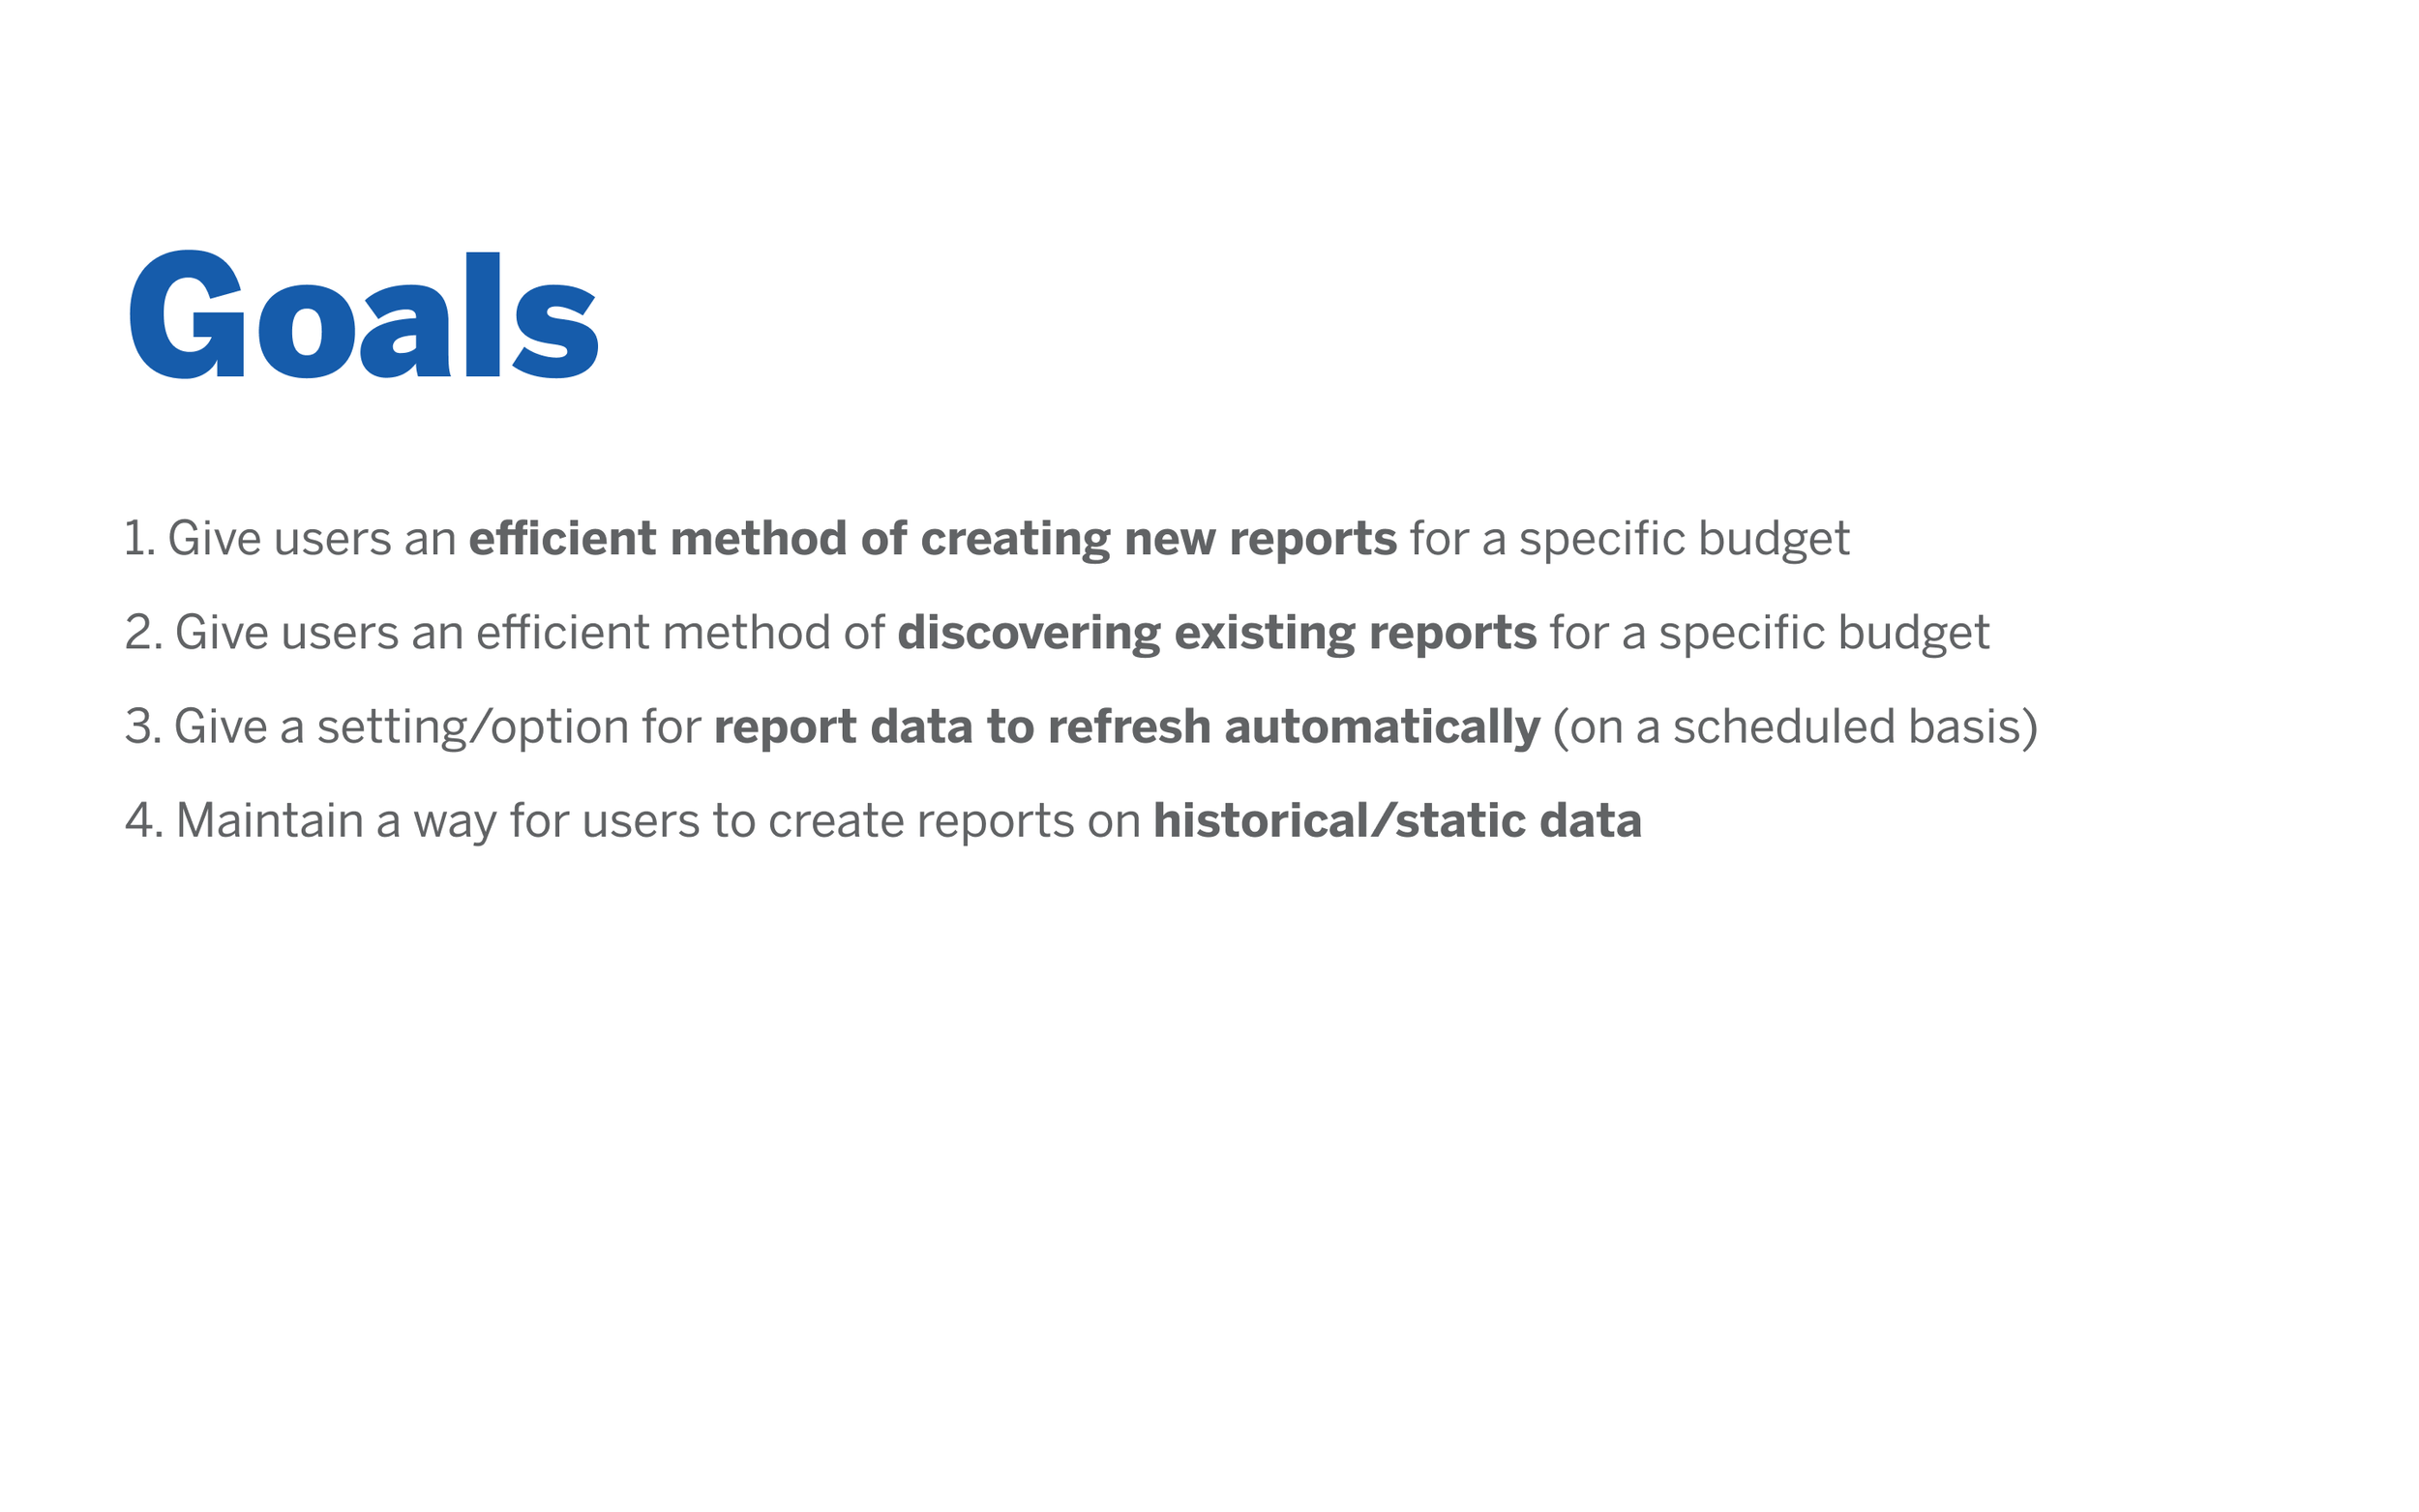 Goals
1. Give users an efficient method of creating new reports for a specific budget
2. Give users an efficient method of discovering existing reports for a specific budget
3. Give a setting/option for report data to refresh automatically (on a scheduled basis)
4. Maintain a way for users to create reports on historical/static data